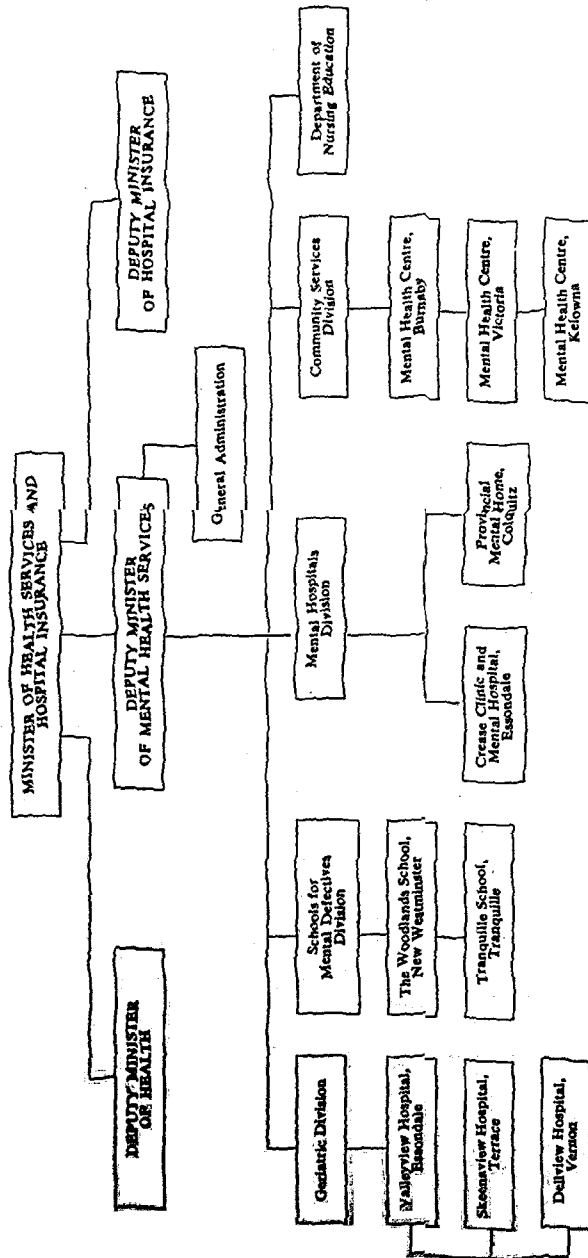 MINISTER OF HEALTH SERVICES AND
HOSPITAL INSURANCE
DEPUTY MINISTER
OF HEALTH
DEPUTY MINISTER
OF MENTAL HEALTH SERVICES
DEPUTY MINISTER
OF HOSPITAL INSURANCE
General Administration
Geriatric Division
Schools for
Mental Defectives
Division
Mental Hospitals
Division
Community Services
Division
Department of
Nursing Education
Valleyview Hospital,
Essondale
The Woodlands School,
New Westminster
Mental Health Centre,
Burnaby
Skeenaview Hospital,
Terrace
Tranquille School,
Tranquille
Crease Clinic and
Mental Hospital,
Essondale
Provincial
Mental Home,
Colquitz
Mental Health Centre,
Victoria
Dellview Hospital,
Vernon
Mental Health Centre,
Kelowna